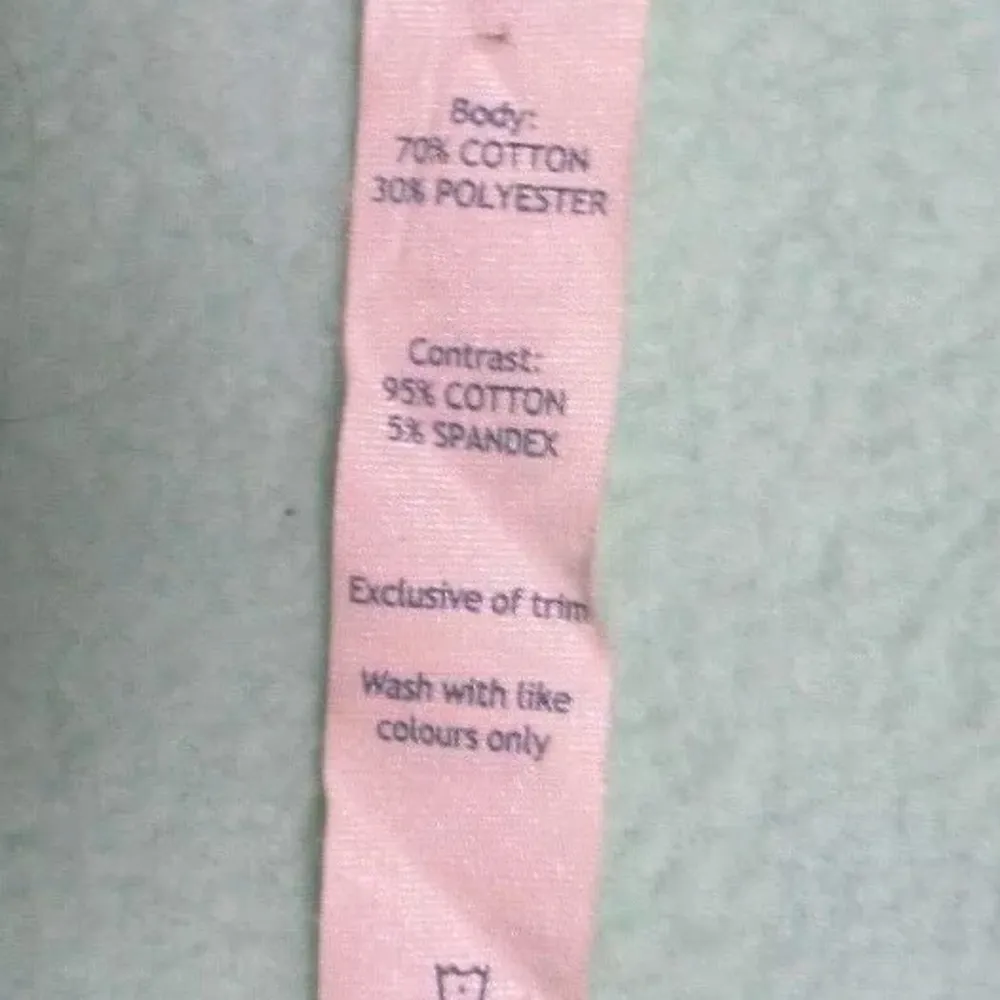 Body:
70% COTTON
30% POLYESTER
Contrast:
95% COTTON
5% SPANDEX
Exclusive of trim
Wash with like
colours only